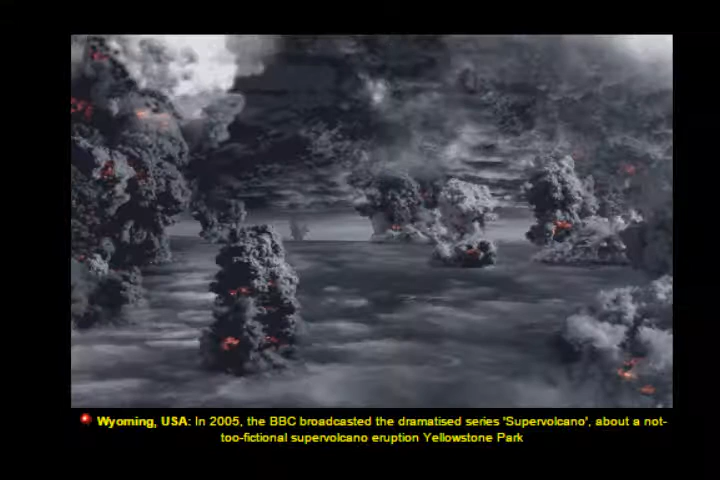 Wyoming, USA: In 2005, the BBC broadcasted the dramatised series 'Supervolcano', about a not-
too-fictional supervolcano eruption Yellowstone Park